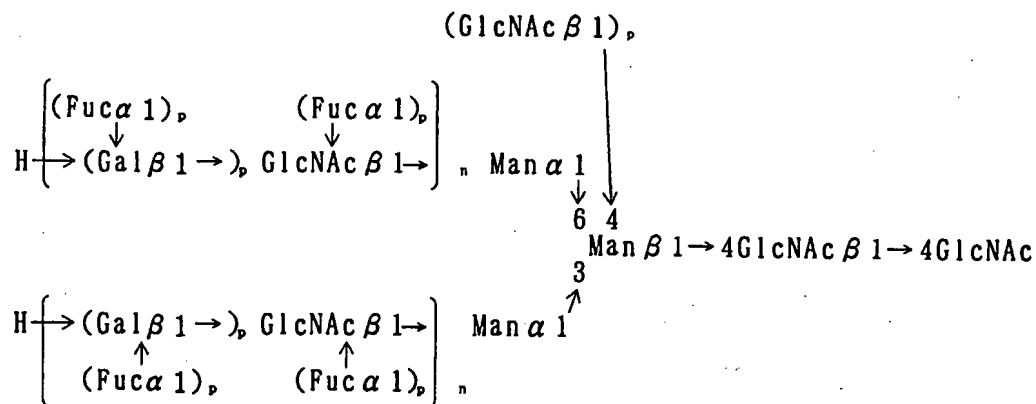 (GlcNAcβ1)p
(Fucα1)p (Fucα1)p
H→(Galβ1→)p GlcNAcβ1→ n Manα1
6 4
Manβ1→4GlcNAcβ1→4GlcNAc
3
H→(Galβ1→)p GlcNAcβ1→ Manα1
(Fucα1)p (Fucα1)p n